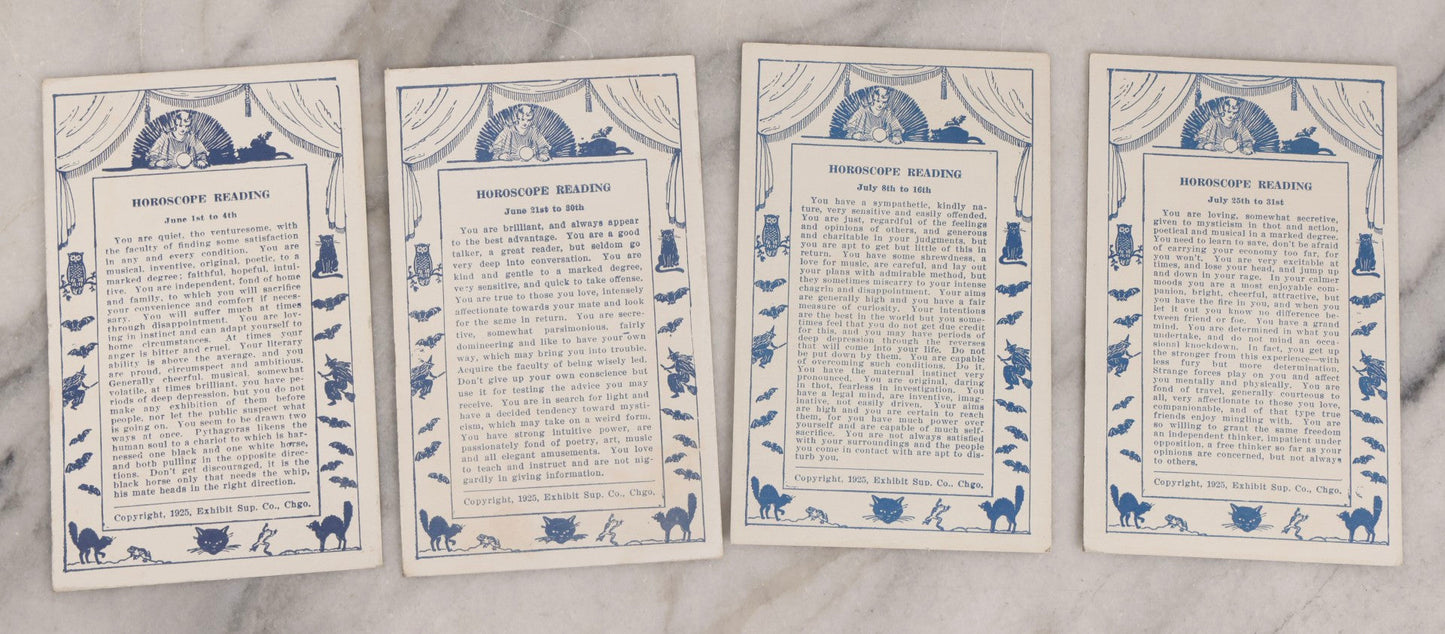 HOROSCOPE READING
June 1st to 4th
You are quiet, the venturesome, with
the faculty of finding some satisfaction
in any and every condition. You are
musical, inventive, original, poetic, to a
marked degree; faithful, hopeful, intui-
tive. You are independent, fond of home
and family, to which you will sacrifice
your convenience and comfort if neces-
sary. You will suffer much at times
through disappointment. You are lov-
ing in instinct and can adapt yourself to
home circumstances. At times your
anger is bitter and cruel. Your literary
ability is above the average, and you
are proud, circumspect and ambitious.
Generally cheerful, musical, somewhat
volatile, at times brilliant, you have pe-
riods of deep depression, but you do not
make any exhibition of them before
people, nor let the public suspect what
is going on. You seem to be drawn two
ways at once. Pythagoras likens the
human soul to a chariot to which is har-
nessed one black and one white horse,
and both pulling in the opposite direc-
tions. Don't get discouraged, it is the
black horse only that needs the whip,
his mate heads in the right direction.
Copyright, 1925, Exhibit Sup. Co., Chgo.
HOROSCOPE READING
June 21st to 30th
You are brilliant, and always appear
to the best advantage. You are a good
talker, a great reader, but seldom go
very deep into conversation. You are
kind and gentle to a marked degree,
very sensitive, and quick to take offense.
You are true to those you love, intensely
affectionate towards your mate and look
for the same in return. You are secre-
tive, somewhat parsimonious, fairly
domineering and like to have your own
way, which may bring you into trouble.
Acquire the faculty of being wisely led.
Don't give up your own conscience but
use it for testing the advice you may
receive. You are in search for light and
have a decided tendency toward mysti-
cism, which may take on a weird form.
You have strong intuitive power, are
passionately fond of poetry, art, music
and all elegant amusements. You love
to teach and instruct and are not nig-
gardly in giving information.
Copyright, 1925, Exhibit Sup. Co., Chgo,
HOROSCOPE READING
July 8th to 16th
You have a sympathetic, kindly na-
ture, very sensitive and easily offended.
You are just, regardful of the feelings
and opinions of others, and generous
and charitable in your judgments, but
you are apt to get but little of this in
return. You have some shrewdness, a
love for music, are careful, and lay out
your plans with admirable method, but
they sometimes miscarry to your intense
chagrin and disappointment. Your aims
are generally high and you have a fair
measure of curiosity. Your intentions
are the best in the world but you some-
times feel that you do not get due credit
for this, and you may have periods of
deep depression through the reverses
that will come into your life. Do not
be put down by them. You are capable
of overcoming such conditions. Do it.
You have the maternal instinct very
pronounced. You are original, daring
in thot, fearless in investigation. You
have a legal mind, are inventive, imag-
inative, not easily driven. Your aims
are high and you are certain to reach
them, for you have much power over
yourself and are capable of much self-
sacrifice. You are not always satisfied
with your surroundings and the people
you come in contact with are apt to dis-
turb you,
Copyright, 1925, Exhibit Sup. Co., Chgo.
HOROSCOPE READING
July 25th to 31st
You are loving, somewhat secretive,
given to mysticism in thot and action,
poetical and musical in a marked degree.
You need to learn to save, don't be afraid
of carrying your economy too far, for
you won't. You are very excitable at
times, and lose your head, and jump up
and down in your rage. In your calmer
moods you are a most enjoyable com-
panion, bright, cheerful, attractive, but
you have the fire in you, and when you
let it out you know no difference be-
tween friend or foe. You have a grand
mind. You are determined in what you
undertake, and do not mind an occa-
sional knockdown. In fact, you get up
the stronger from this experience—with
less fury but more determination.
Strange forces play on you and affect
you mentally and physically. You are
fond of travel, generally courteous to
all, very affectionate to those you love,
companionable, and of that type true
friends enjoy mingling with. You are
so willing to grant the same freedom
an independent thinker, impatient under
opposition, a free thinker so far as your
opinions are concerned, but not always
to others.
Copyright, 1925, Exhibit Sup. Co., Chgo.